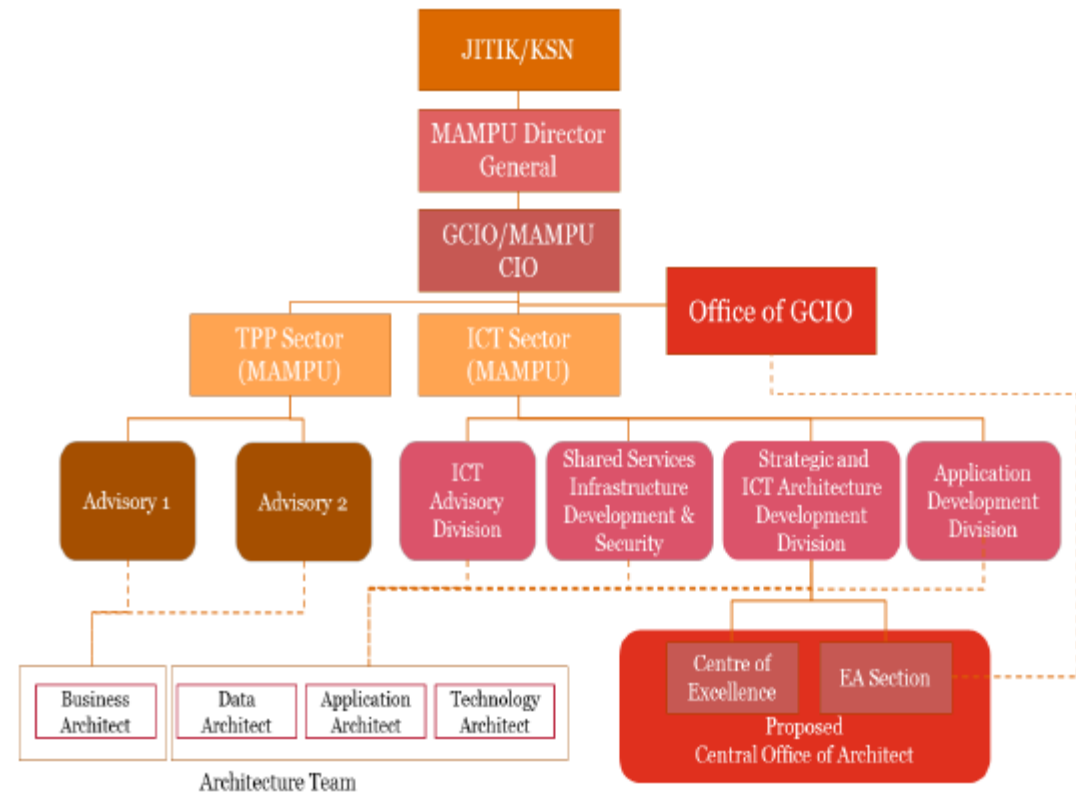 JITIK/KSN
MAMPU Director
General
GCIO/MAMPU
CIO
Office of GCIO
TPP Sector
(MAMPU)
ICT Sector
(MAMPU)
Advisory 1
Advisory 2
ICT
Advisory
Division
Shared Services
Infrastructure
Development &
Security
Strategic and
ICT Architecture
Development
Division
Application
Development
Division
Business
Architect
Data
Architect
Application
Architect
Technology
Architect
Architecture Team
Centre of
Excellence
EA Section
Proposed
Central Office of Architect